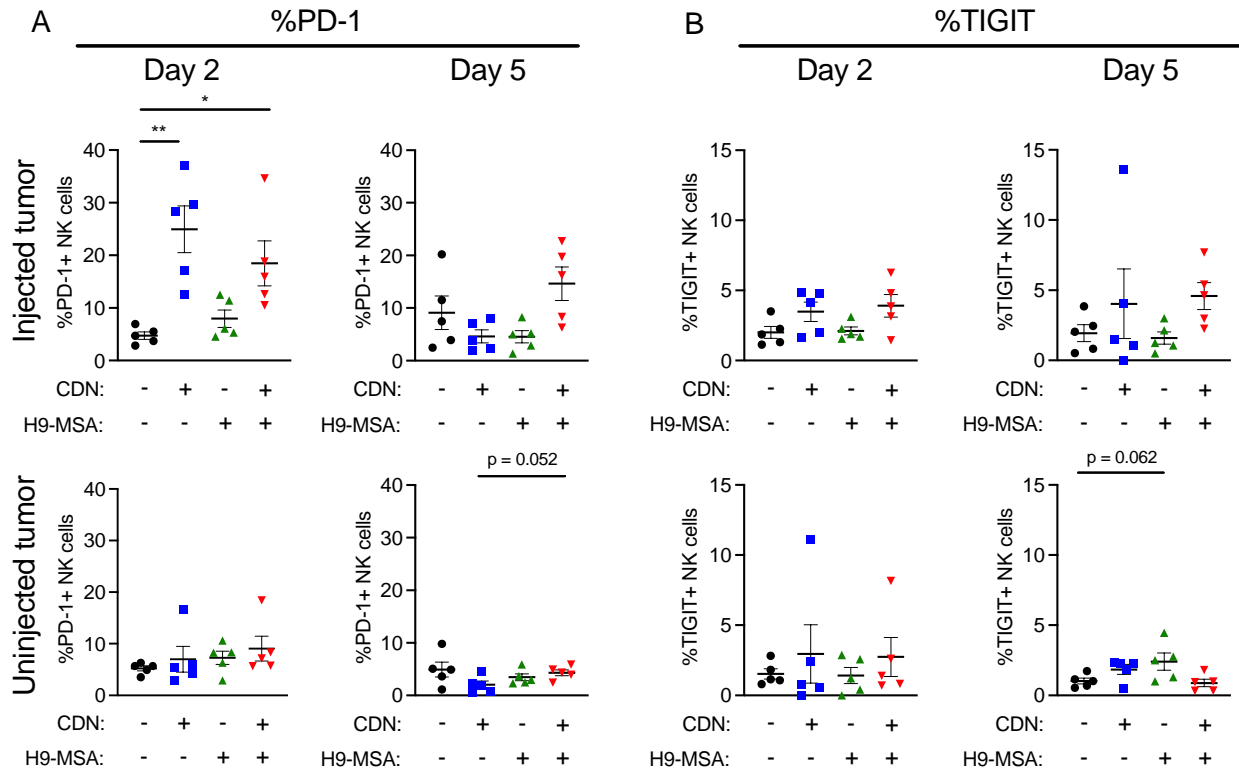 A %PD-1 B %TIGIT
Day 2 Day 5 Day 2 Day 5
*
**
Injected tumor
%PD-1+ NK cells
40
30
20
10
0
%PD-1+ NK cells
40
30
20
10
0
%TIGIT+ NK cells
15
10
5
0
%TIGIT+ NK cells
15
10
5
0
CDN: - + - + CDN: - + - + CDN: - + - + CDN: - + - +
H9-MSA: - - + + H9-MSA: - - + + H9-MSA: - - + + H9-MSA: - - + +
p = 0.052
p = 0.062
Uninjected tumor
%PD-1+ NK cells
40
30
20
10
0
%PD-1+ NK cells
40
30
20
10
0
%TIGIT+ NK cells
15
10
5
0
%TIGIT+ NK cells
15
10
5
0
CDN: - + - + CDN: - + - + CDN: - + - + CDN: - + - +
H9-MSA: - - + + H9-MSA: - - + + H9-MSA: - - + + H9-MSA: - - + +